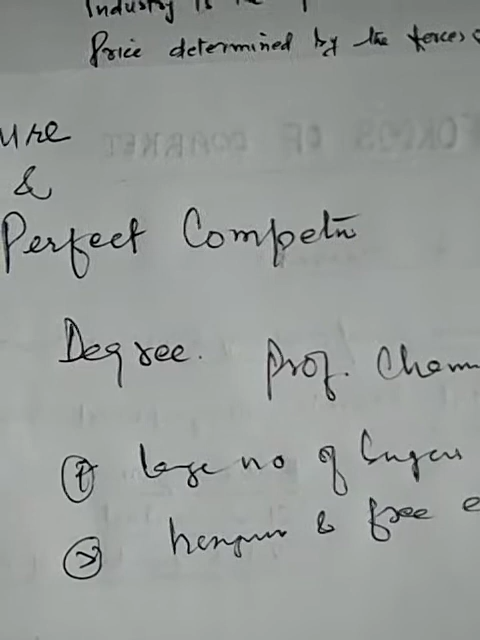 Industry is
Price determined by the forces
ure
&
Perfect Competn
Degree. Prof. Cham
① large no of buyers
② & free e